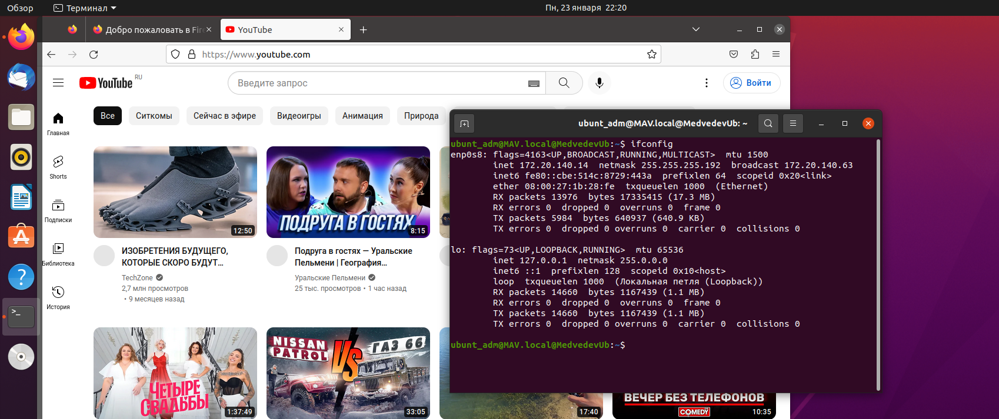 Обзор
Терминал
Пн, 23 января 22:20
Добро пожаловать в Fire
YouTube
https://www.youtube.com
YouTube
RU
Введите запрос
Войти
Все
Ситкомы
Сейчас в эфире
Видеоигры
Анимация
Природа
Главная
Shorts
Подписки
Библиотека
История
12:50
ИЗОБРЕТЕНИЯ БУДУЩЕГО,
КОТОРЫЕ СКОРО БУДУТ...
TechZone
2,7 млн просмотров
• 9 месяцев назад
ПОДРУГА В ГОСТЯХ
8:15
Подруга в гостях — Уральские
Пельмени | География...
Уральские Пельмени
25 тыс. просмотров • 1 час назад
ЧЕТЫРЕ
СВАДЬБЫ
1:37:49
NISSAN
PATROL
VS
ГАЗ 66
33:05
17:40
ВЕЧЕР БЕЗ ТЕЛЕФОНОВ
COMEDY
10:35
ubunt_adm@MAV.local@MedvedevUb: ~
ubunt_adm@MAV.local@MedvedevUb:~$ ifconfig
enp0s8: flags=4163<UP,BROADCAST,RUNNING,MULTICAST>  mtu 1500
        inet 172.20.140.14  netmask 255.255.255.192  broadcast 172.20.140.63
        inet6 fe80::cbe:514c:8729:443a  prefixlen 64  scopeid 0x20<link>
        ether 08:00:27:1b:28:fe  txqueuelen 1000  (Ethernet)
        RX packets 13976  bytes 17335415 (17.3 MB)
        RX errors 0  dropped 0  overruns 0  frame 0
        TX packets 5984  bytes 640937 (640.9 KB)
        TX errors 0  dropped 0 overruns 0  carrier 0  collisions 0
lo: flags=73<UP,LOOPBACK,RUNNING>  mtu 65536
        inet 127.0.0.1  netmask 255.0.0.0
        inet6 ::1  prefixlen 128  scopeid 0x10<host>
        loop  txqueuelen 1000  (Локальная петля (Loopback))
        RX packets 14660  bytes 1167439 (1.1 MB)
        RX errors 0  dropped 0  overruns 0  frame 0
        TX packets 14660  bytes 1167439 (1.1 MB)
        TX errors 0  dropped 0 overruns 0  carrier 0  collisions 0
ubunt_adm@MAV.local@MedvedevUb:~$